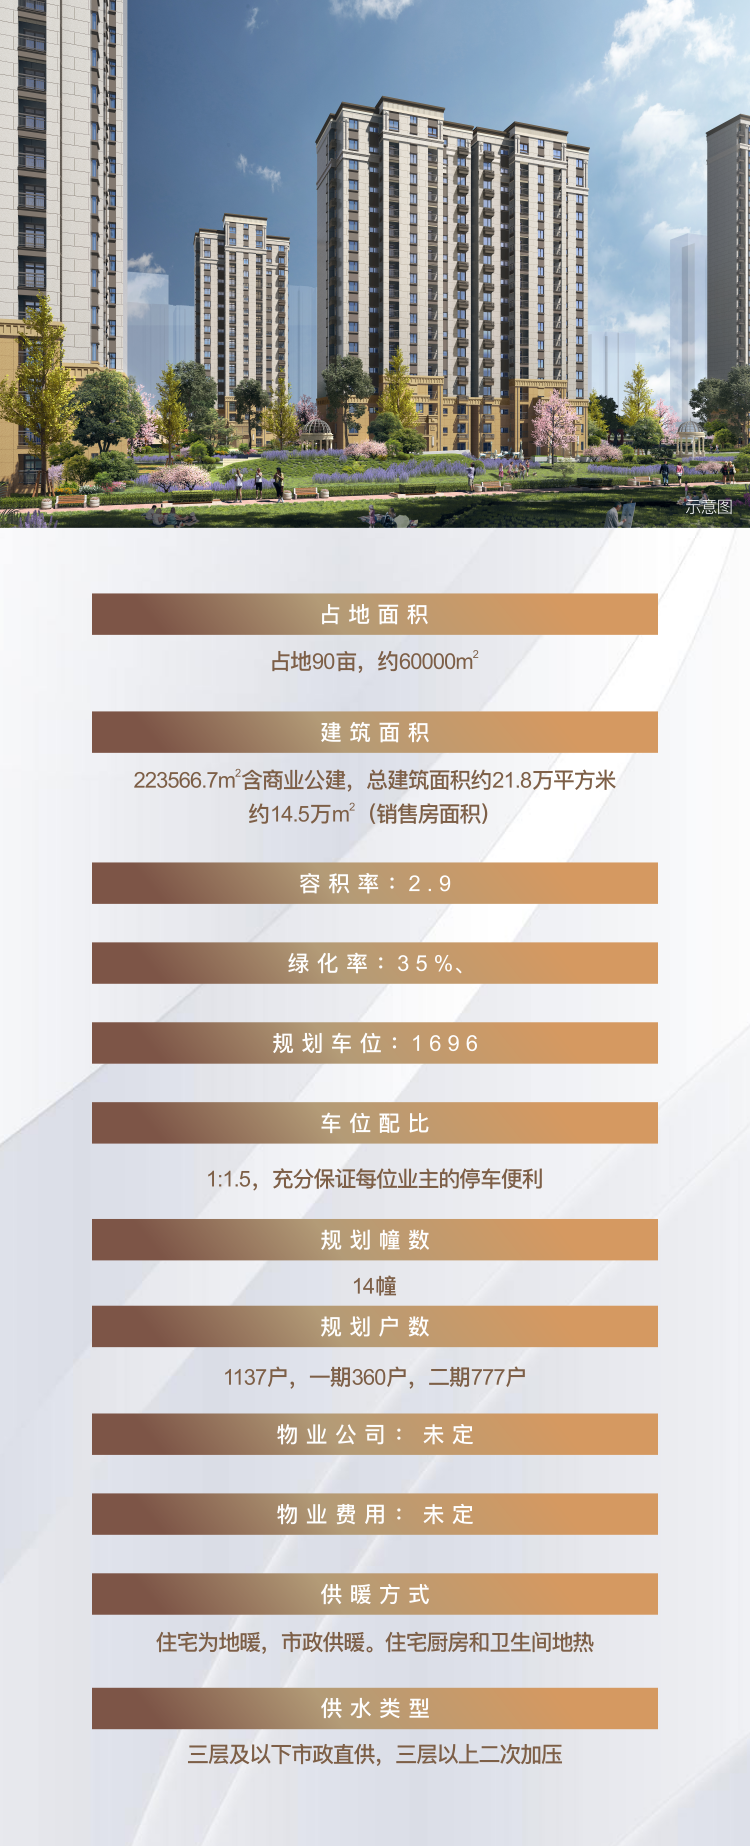 示意图
占地面积
占地90亩，约60000m²
建筑面积
223566.7m²含商业公建，总建筑面积约21.8万平方米
约14.5万m²（销售房面积）
容积率：2.9
绿化率：35%、
规划车位：1696
车位配比
1:1.5，充分保证每位业主的停车便利
规划幢数
14幢
规划户数
1137户，一期360户，二期777户
物业公司： 未定
物业费用： 未定
供暖方式
住宅为地暖，市政供暖。住宅厨房和卫生间地热
供水类型
三层及以下市政直供，三层以上二次加压